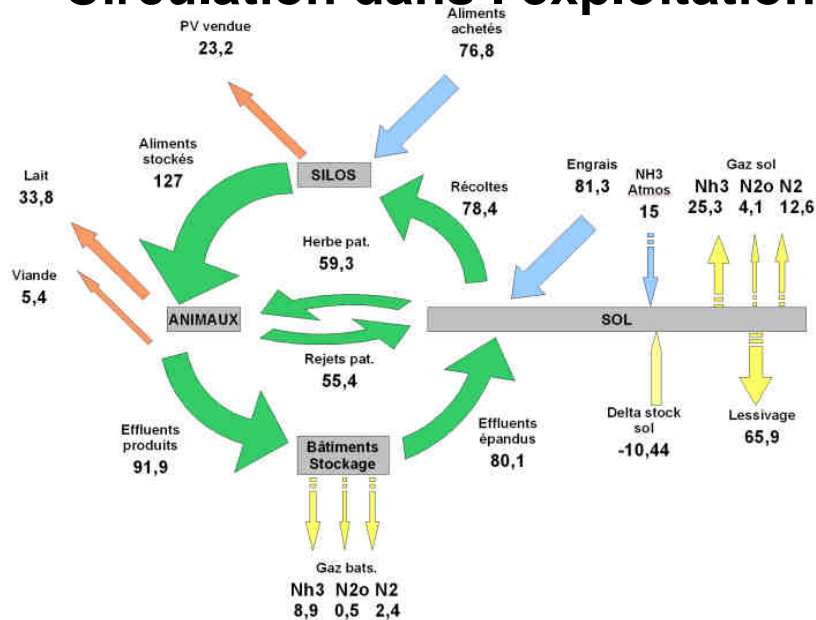 Circulation dans l'exploitation
PV vendue
23,2
Aliments
achetés
76,8
Aliments
stockés
127
SILOS
Récoltes
78,4
Engrais
81,3
NH3
Atmos
15
Gaz sol
Nh3 N2o N2
25,3 4,1 12,6
Lait
33,8
Viande
5,4
Herbe pat.
59,3
ANIMAUX
SOL
Rejets pat.
55,4
Effluents
produits
91,9
Bâtiments
Stockage
Effluents
épandus
80,1
Delta stock
sol
-10,44
Lessivage
65,9
Gaz bats.
Nh3 N2o N2
8,9 0,5 2,4